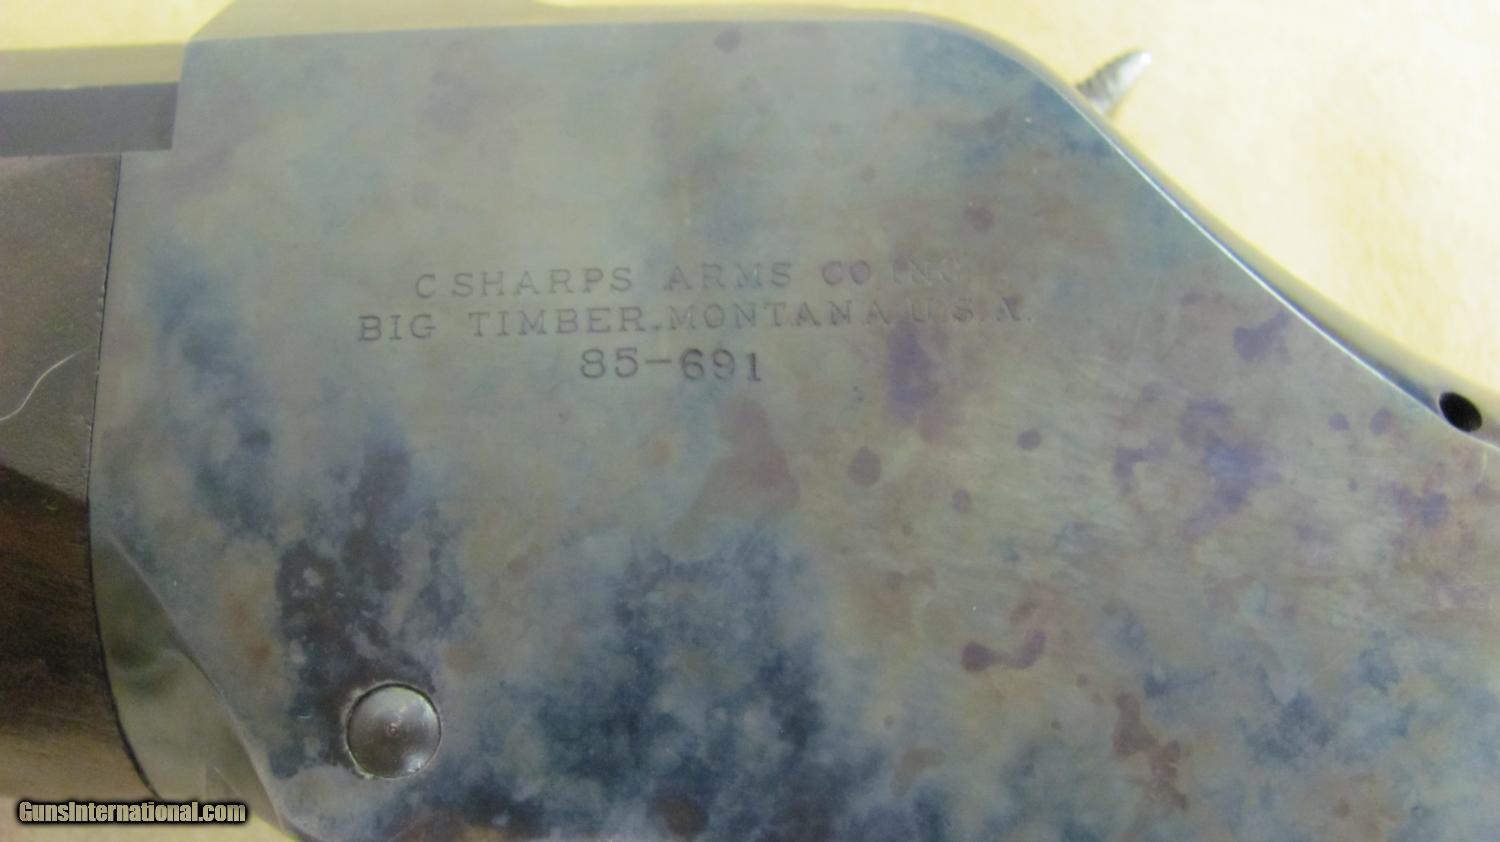 C SHARPS ARMS CO INC.
BIG TIMBER, MONTANA U.S.A.
85-691
GunsInternational.com